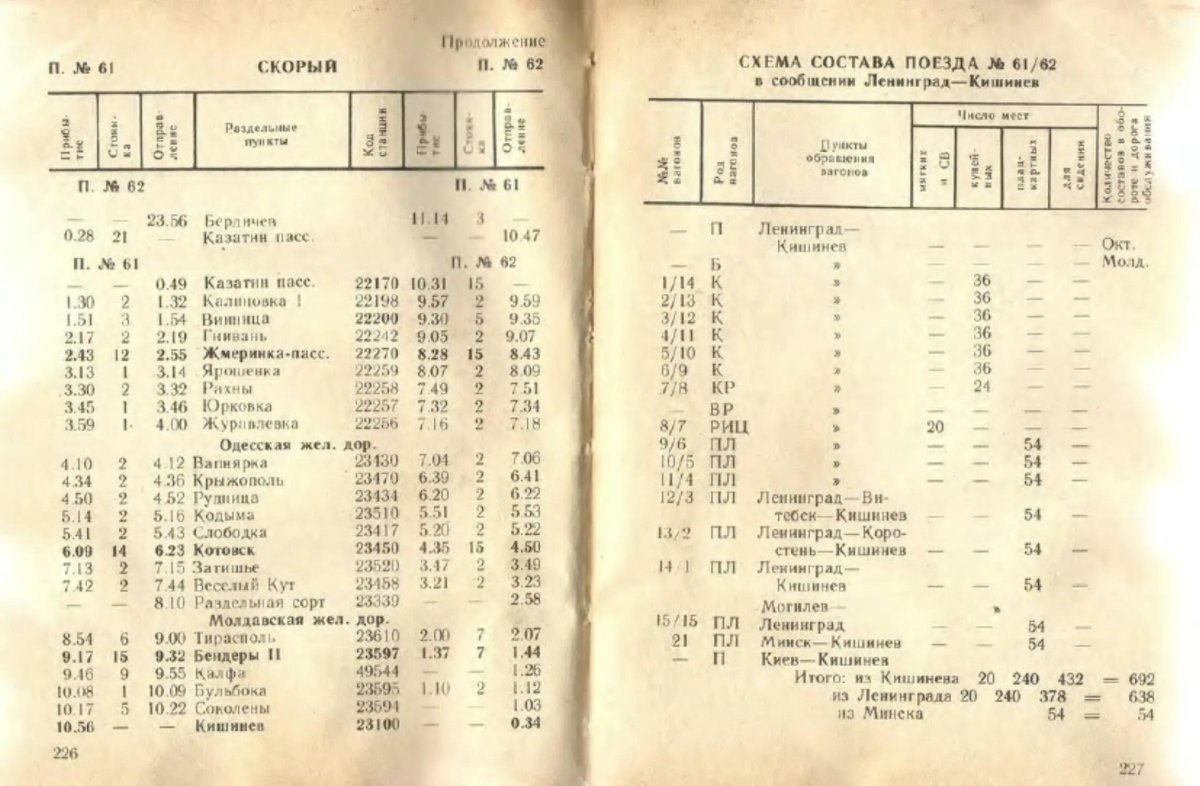 Продолжение
П. № 61 СКОРЫЙ П. № 62
Прибы-
тие
Стоян-
ка
Отправ-
ление
Раздельные
пункты
Код
станции
Прибы-
тие
Стоян-
ка
Отправ-
ление
П. № 62 П. № 61
— — 23.56 Бердичев 11.14 3 —
0.28 21 — Казатин пасс. — — 10.47
П. № 61 П. № 62
— — 0.49 Казатин пасс. 22170 10.31 15 —
1.30 2 1.32 Калиновка I 22198 9.57 2 9.59
1.51 3 1.54 Винница 22200 9.30 5 9.35
2.17 2 2.19 Гнивань 22242 9.05 2 9.07
2.43 12 2.55 Жмеринка-пасс. 22270 8.28 15 8.43
3.13 1 3.14 Ярошенка 22259 8.07 2 8.09
3.30 2 3.32 Рахны 22258 7.49 2 7.51
3.45 1 3.46 Юрковка 22257 7.32 2 7.34
3.59 1 4.00 Журавлевка 22256 7.16 2 7.18
Одесская жел. дор.
4.10 2 4.12 Вапнярка 23430 7.04 2 7.06
4.34 2 4.36 Крыжополь 23470 6.39 2 6.41
4.50 2 4.52 Рудница 23434 6.20 2 6.22
5.14 2 5.16 Кодыма 23510 5.51 2 5.53
5.41 2 5.43 Слободка 23417 5.20 2 5.22
6.09 14 6.23 Котовск 23450 4.35 15 4.50
7.13 2 7.15 Затишье 23520 3.47 2 3.49
7.42 2 7.44 Веселый Кут 23458 3.21 2 3.23
— — 8.10 Раздельная сорт 23339 — — 2.58
Молдавская жел. дор.
8.54 6 9.00 Тирасполь 23610 2.00 7 2.07
9.17 15 9.32 Бендеры II 23597 1.37 7 1.44
9.46 9 9.55 Калфа 49544 — — 1.26
10.08 1 10.09 Бульбока 23595 1.10 2 1.12
10.17 5 10.22 Соколены 23594 — — 1.03
10.56 — — Кишинев 23100 — — 0.34
226
СХЕМА СОСТАВА ПОЕЗДА № 61/62
в сообщении Ленинград—Кишинев
№№
вагонов
Род
вагонов
Пункты
обращения
вагонов
Число мест
мягких
и СВ
купей-
ных
плац-
картных
для
сидения
Количество
составов в обо-
роте и дорога
обслуживания
— П Ленинград—
Кишинев — — — — Окт.
— Б » — — — — Молд.
1/14 К » — 36 — —
2/13 К » — 36 — —
3/12 К » — 36 — —
4/11 К » — 36 — —
5/10 К » — 36 — —
6/9 К » — 36 — —
7/8 КР » — 24 — —
— ВР » — — — —
8/7 РИЦ » 20 — — —
9/6 ПЛ » — — 54 —
10/5 ПЛ » — — 54 —
11/4 ПЛ » — — 54 —
12/3 ПЛ Ленинград—Ви-
тебск—Кишинев — — 54 —
13/2 ПЛ Ленинград—Коро-
стень—Кишинев — — 54 —
14 1 ПЛ Ленинград—
Кишинев — — 54 —
Могилев— »
15/15 ПЛ Ленинград — — 54 —
21 ПЛ Минск—Кишинев — — 54 —
— П Киев—Кишинев
Итого: из Кишинева 20 240 432 = 692
из Ленинграда 20 240 378 = 638
из Минска 54 = 54
227